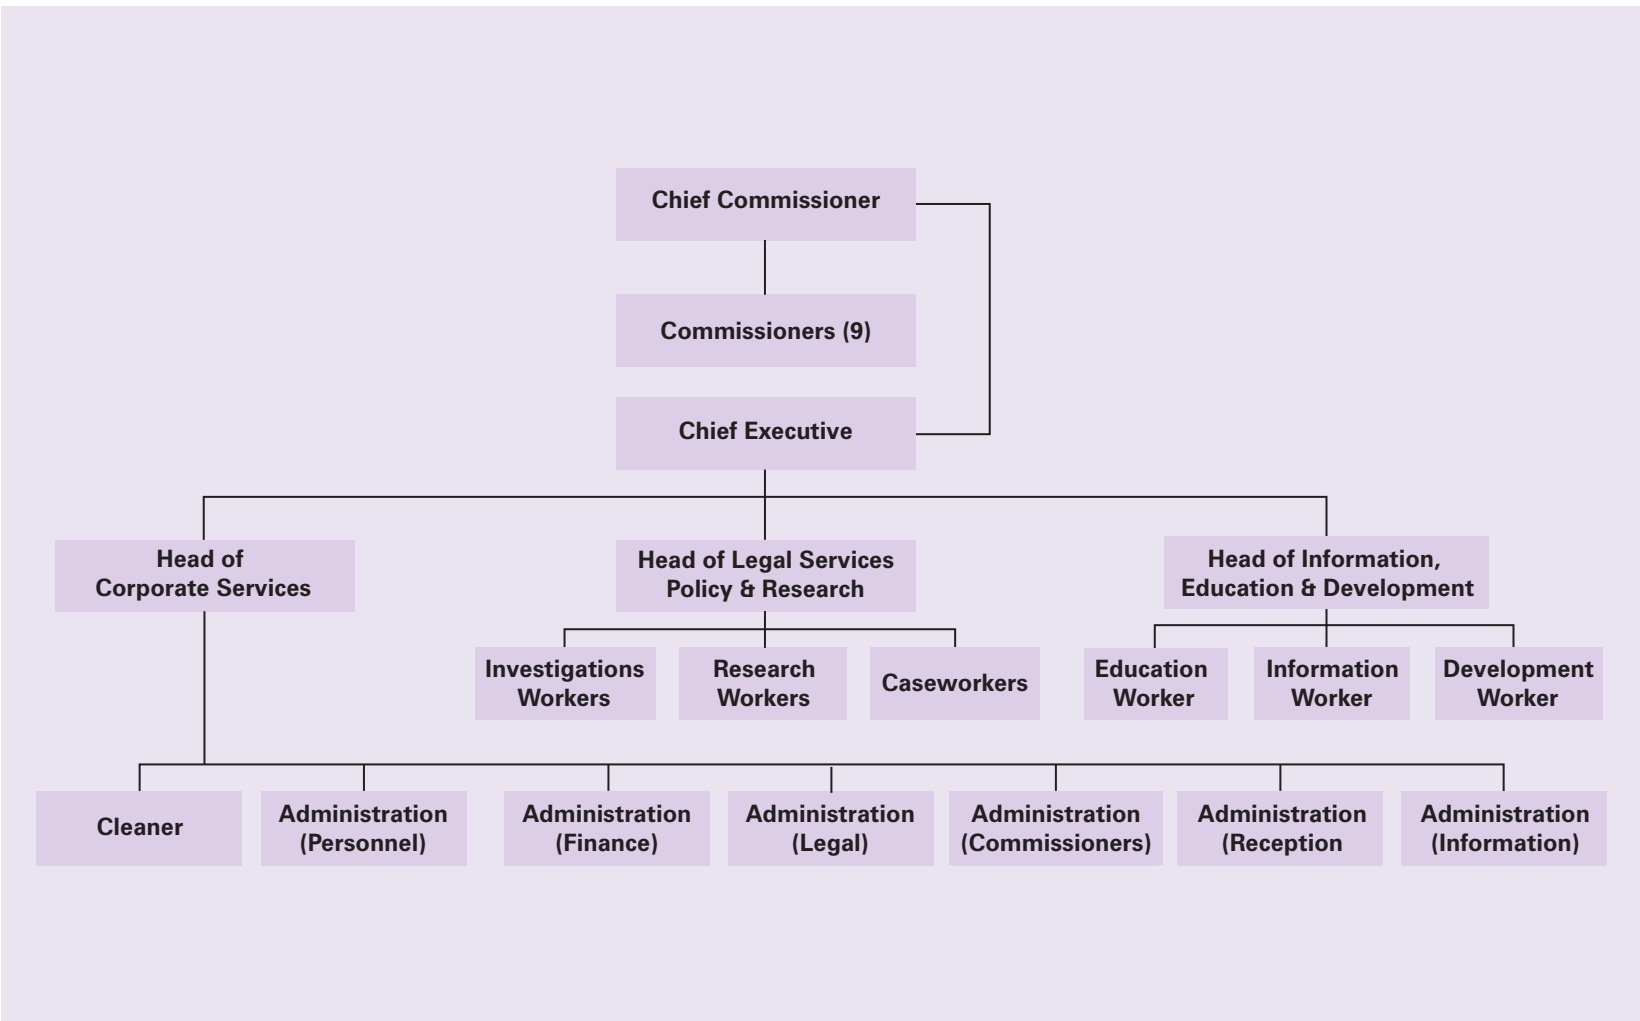 Chief Commissioner
Commissioners (9)
Chief Executive
Head of
Corporate Services
Head of Legal Services
Policy & Research
Head of Information,
Education & Development
Investigations
Workers
Research
Workers
Caseworkers
Education
Worker
Information
Worker
Development
Worker
Cleaner
Administration
(Personnel)
Administration
(Finance)
Administration
(Legal)
Administration
(Commissioners)
Administration
(Reception
Administration
(Information)